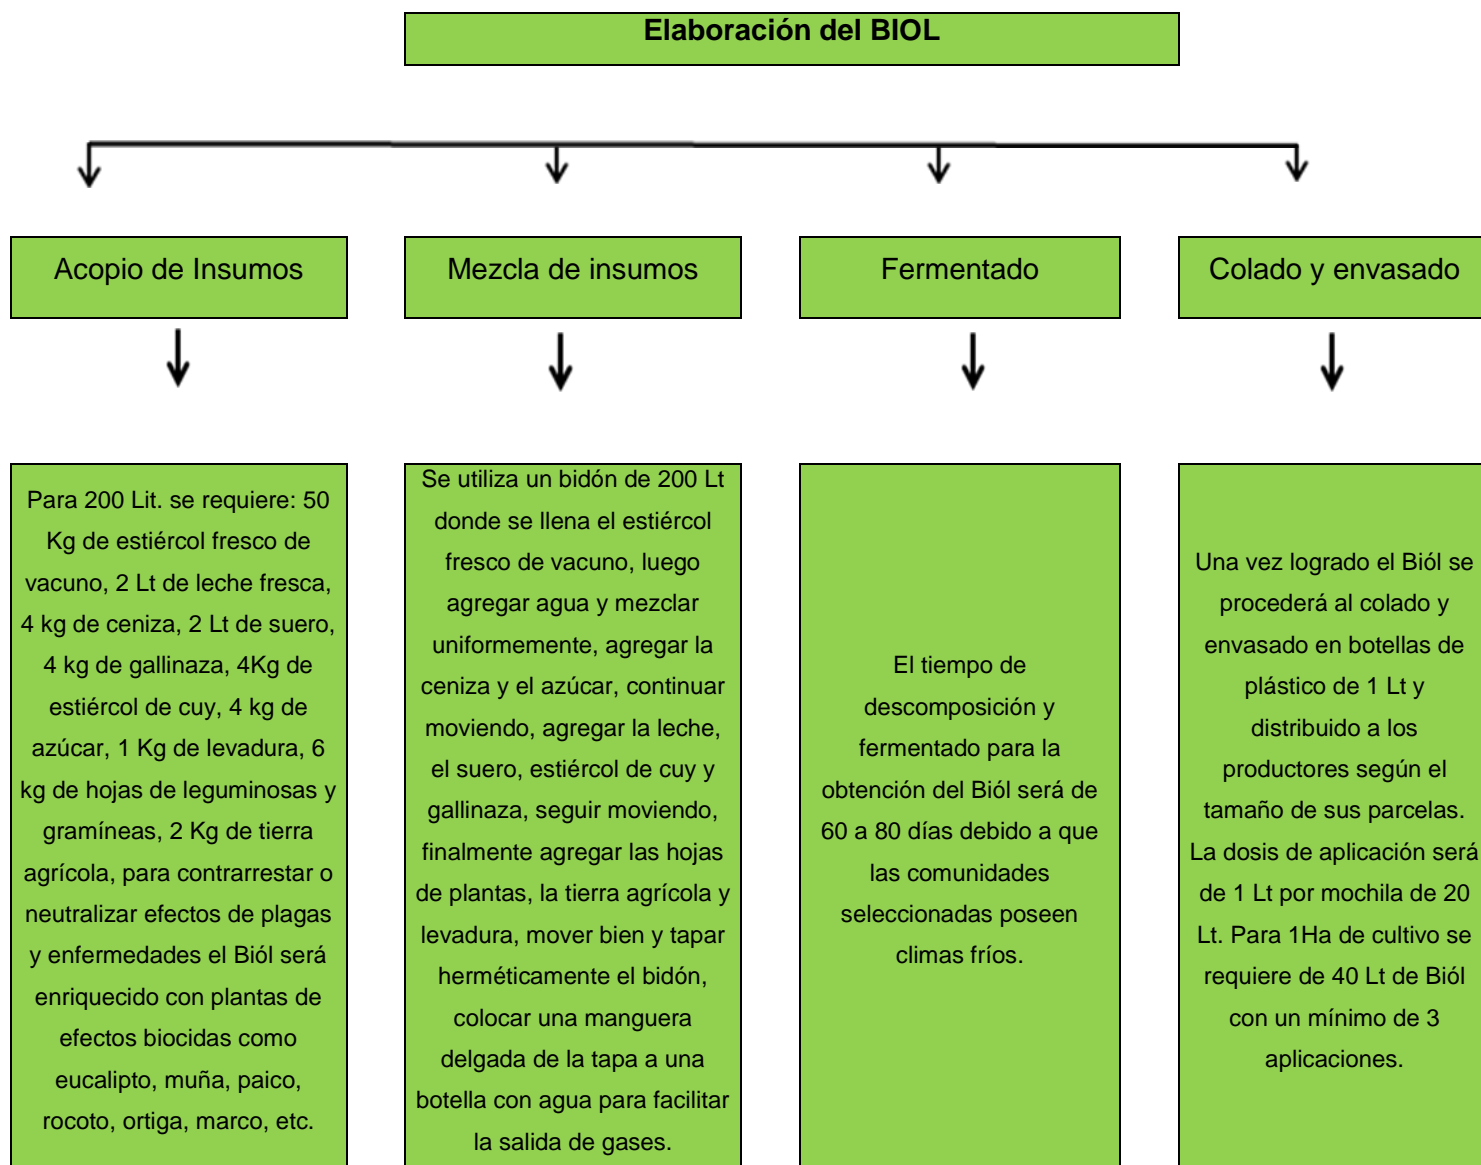 Elaboración del BIOL
Acopio de Insumos
Mezcla de insumos
Fermentado
Colado y envasado
Para 200 Lit. se requiere: 50
Kg de estiércol fresco de
vacuno, 2 Lt de leche fresca,
4 kg de ceniza, 2 Lt de suero,
4 kg de gallinaza, 4Kg de
estiércol de cuy, 4 kg de
azúcar, 1 Kg de levadura, 6
kg de hojas de leguminosas y
gramíneas, 2 Kg de tierra
agrícola, para contrarrestar o
neutralizar efectos de plagas
y enfermedades el Biól será
enriquecido con plantas de
efectos biocidas como
eucalipto, muña, paico,
rocoto, ortiga, marco, etc.
Se utiliza un bidón de 200 Lt
donde se llena el estiércol
fresco de vacuno, luego
agregar agua y mezclar
uniformemente, agregar la
ceniza y el azúcar, continuar
moviendo, agregar la leche,
el suero, estiércol de cuy y
gallinaza, seguir moviendo,
finalmente agregar las hojas
de plantas, la tierra agrícola y
levadura, mover bien y tapar
herméticamente el bidón,
colocar una manguera
delgada de la tapa a una
botella con agua para facilitar
la salida de gases.
El tiempo de
descomposición y
fermentado para la
obtención del Biól será de
60 a 80 días debido a que
las comunidades
seleccionadas poseen
climas fríos.
Una vez logrado el Biól se
procederá al colado y
envasado en botellas de
plástico de 1 Lt y
distribuido a los
productores según el
tamaño de sus parcelas.
La dosis de aplicación será
de 1 Lt por mochila de 20
Lt. Para 1Ha de cultivo se
requiere de 40 Lt de Biól
con un mínimo de 3
aplicaciones.